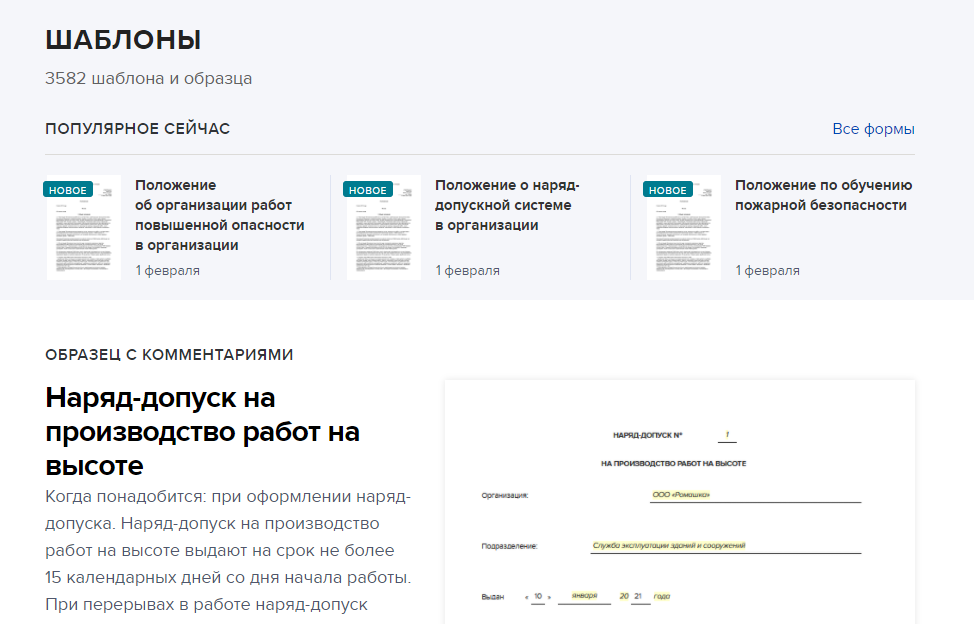 ШАБЛОНЫ
3582 шаблона и образца
ПОПУЛЯРНОЕ СЕЙЧАС
Все формы
НОВОЕ
Положение
об организации работ
повышенной опасности
в организации
1 февраля
НОВОЕ
Положение о наряд-
допускной системе
в организации
1 февраля
НОВОЕ
Положение по обучению
пожарной безопасности
1 февраля
ОБРАЗЕЦ С КОММЕНТАРИЯМИ
Наряд-допуск на
производство работ на
высоте
Когда понадобится: при оформлении наряд-
допуска. Наряд-допуск на производство
работ на высоте выдают на срок не более
15 календарных дней со дня начала работы.
При перерывах в работе наряд-допуск
НАРЯД-ДОПУСК № 1
НА ПРОИЗВОДСТВО РАБОТ НА ВЫСОТЕ
Организация: ООО «Ромашка»
Подразделение: Служба эксплуатации зданий и сооружений
Выдан « 10 » января 20 21 года